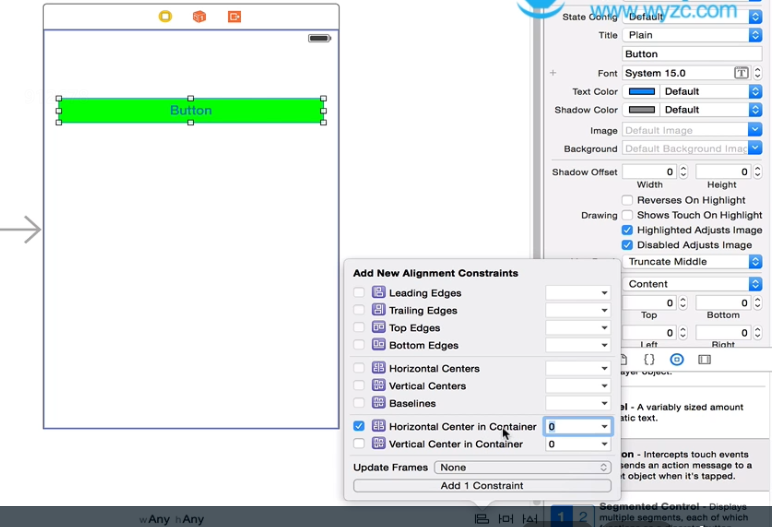 www.wyzc.com
State Config Default
Title Plain
Button
Font System 15.0 T
Text Color Default
Shadow Color Default
Image Default Image
Background Default Background Imag
Shadow Offset 0 0
Width Height
Reverses On Highlight
Drawing Shows Touch On Highlight
Highlighted Adjusts Image
Disabled Adjusts Image
Truncate Middle
Content
0 0
Top Bottom
0 0
Left Right
Button
Add New Alignment Constraints
Leading Edges
Trailing Edges
Top Edges
Bottom Edges
Horizontal Centers
Vertical Centers
Baselines
Horizontal Center in Container 0
Vertical Center in Container 0
Update Frames None
Add 1 Constraint
{}
ayer object.
el - A variably sized amount
atic text.
on - Intercepts touch events
sends an action message to a
et object when it's tapped.
Segmented Control - Displays
multiple segments, each of which
1 2
wAny hAny